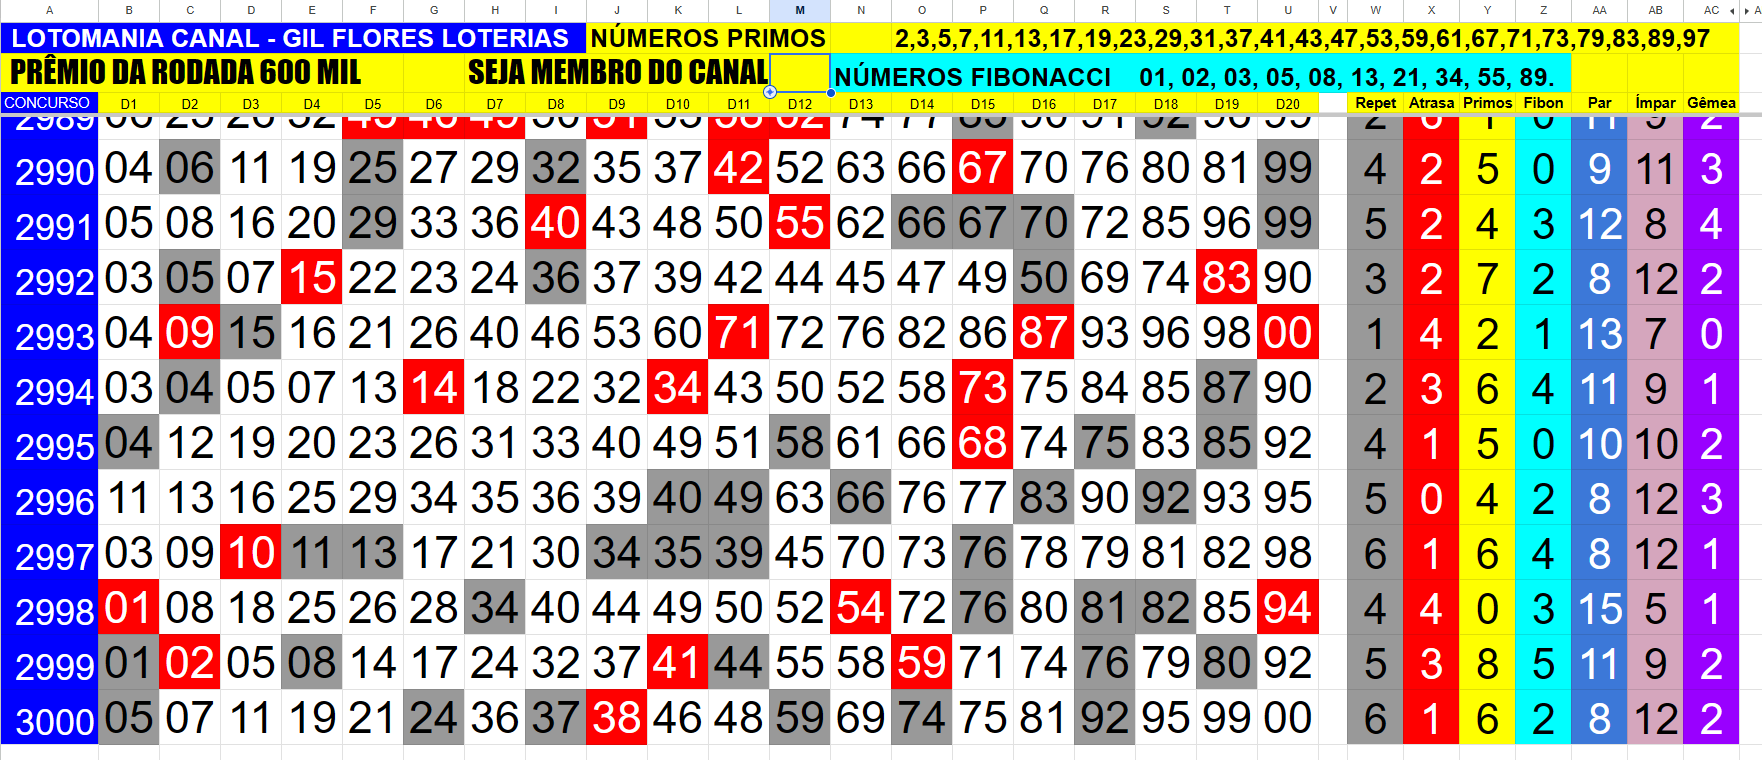 A B C D E F G H I J K L M N O P Q R S T U V W X Y Z AA AB AC A
LOTOMANIA CANAL - GIL FLORES LOTERIAS NÚMEROS PRIMOS 2,3,5,7,11,13,17,19,23,29,31,37,41,43,47,53,59,61,67,71,73,79,83,89,97
PRÊMIO DA RODADA 600 MIL SEJA MEMBRO DO CANAL NÚMEROS FIBONACCI 01, 02, 03, 05, 08, 13, 21, 34, 55, 89.
CONCURSO D1 D2 D3 D4 D5 D6 D7 D8 D9 D10 D11 D12 D13 D14 D15 D16 D17 D18 D19 D20 Repet Atrasa Primos Fibon Par Ímpar Gêmea
2990 04 06 11 19 25 27 29 32 35 37 42 52 63 66 67 70 76 80 81 99 4 2 5 0 9 11 3
2991 05 08 16 20 29 33 36 40 43 48 50 55 62 66 67 70 72 85 96 99 5 2 4 3 12 8 4
2992 03 05 07 15 22 23 24 36 37 39 42 44 45 47 49 50 69 74 83 90 3 2 7 2 8 12 2
2993 04 09 15 16 21 26 40 46 53 60 71 72 76 82 86 87 93 96 98 00 1 4 2 1 13 7 0
2994 03 04 05 07 13 14 18 22 32 34 43 50 52 58 73 75 84 85 87 90 2 3 6 4 11 9 1
2995 04 12 19 20 23 26 31 33 40 49 51 58 61 66 68 74 75 83 85 92 4 1 5 0 10 10 2
2996 11 13 16 25 29 34 35 36 39 40 49 63 66 76 77 83 90 92 93 95 5 0 4 2 8 12 3
2997 03 09 10 11 13 17 21 30 34 35 39 45 70 73 76 78 79 81 82 98 6 1 6 4 8 12 1
2998 01 08 18 25 26 28 34 40 44 49 50 52 54 72 76 80 81 82 85 94 4 4 0 3 15 5 1
2999 01 02 05 08 14 17 24 32 37 41 44 55 58 59 71 74 76 79 80 92 5 3 8 5 11 9 2
3000 05 07 11 19 21 24 36 37 38 46 48 59 69 74 75 81 92 95 99 00 6 1 6 2 8 12 2